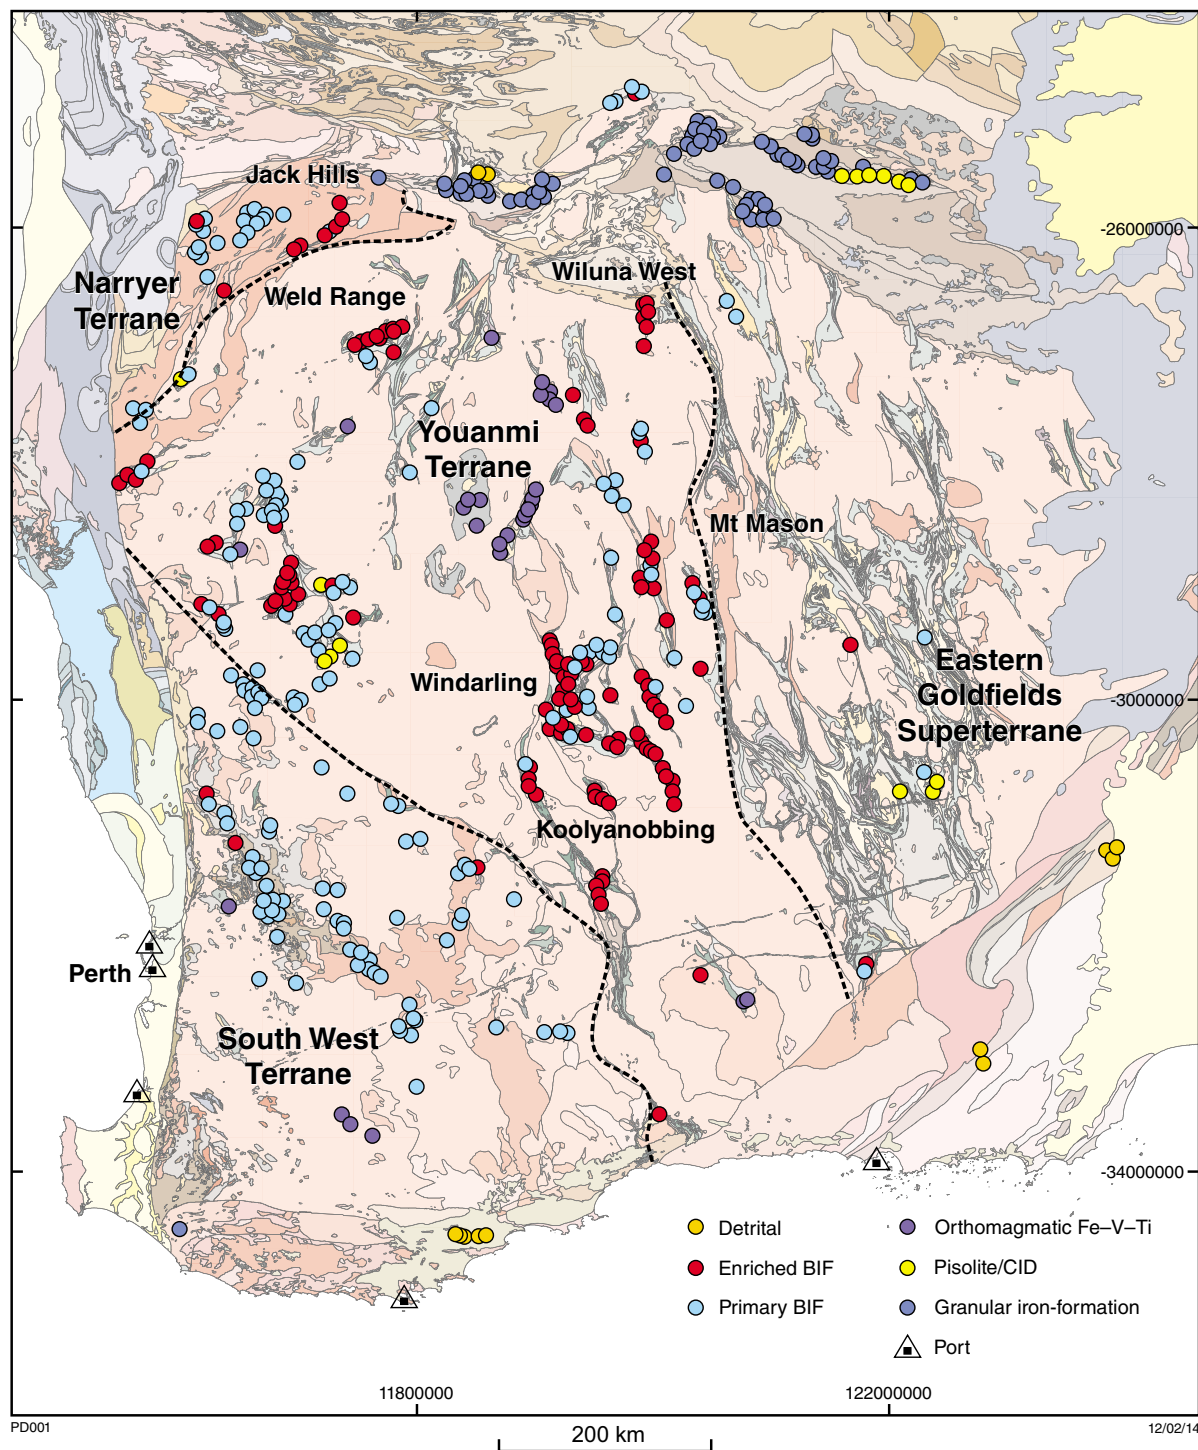 Jack Hills
-26000000
Wiluna West
Narryer
Terrane
Weld Range
Youanmi
Terrane
Mt Mason
Eastern
Goldfields
Superterrane
Windarling
-3000000
Koolyanobbing
Perth
South West
Terrane
-34000000
Detrital
Orthomagmatic Fe–V–Ti
Enriched BIF
Pisolite/CID
Primary BIF
Granular iron-formation
Port
11800000
122000000
PD001
12/02/14
200 km